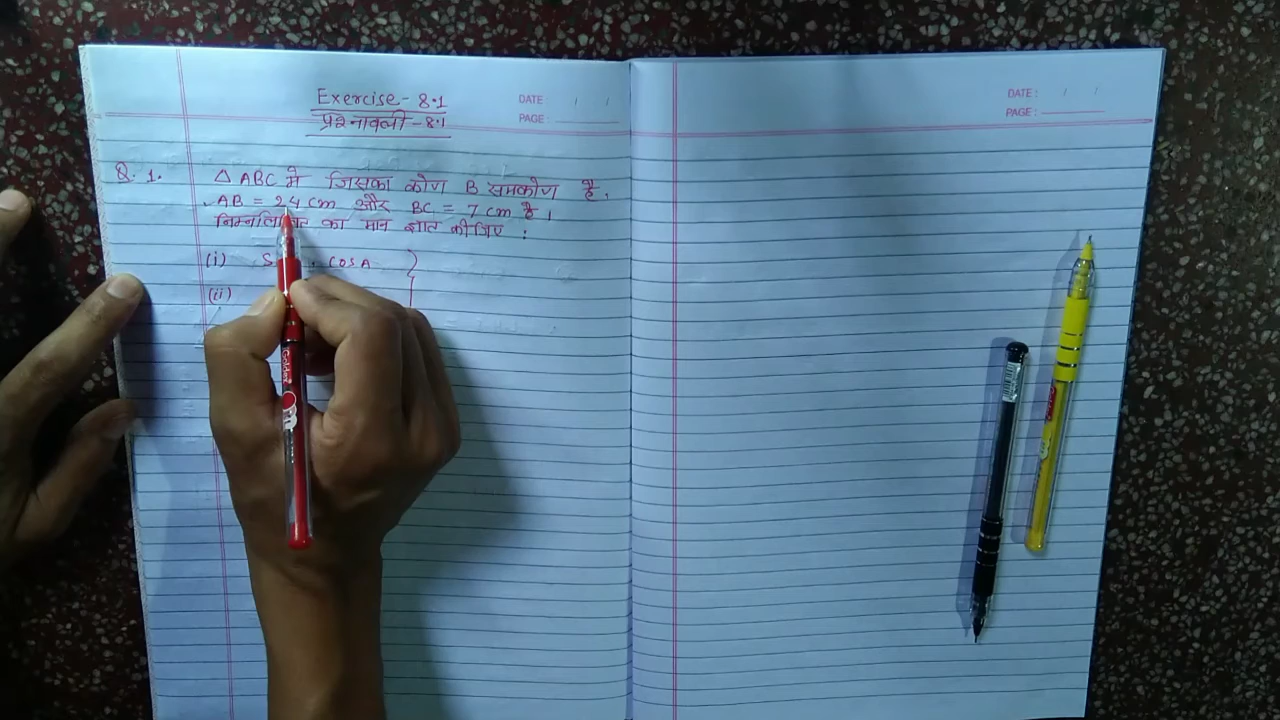 Exercise - 8.1
प्रश्नावली - 8.1
DATE: / /
PAGE:
Q. 1. △ ABC मे जिसका कोण B समकोण है,
AB = 24 cm और BC = 7 cm है।
का मान ज्ञात कीजिए :
(i) , cosA
(ii)
DATE: / /
PAGE: